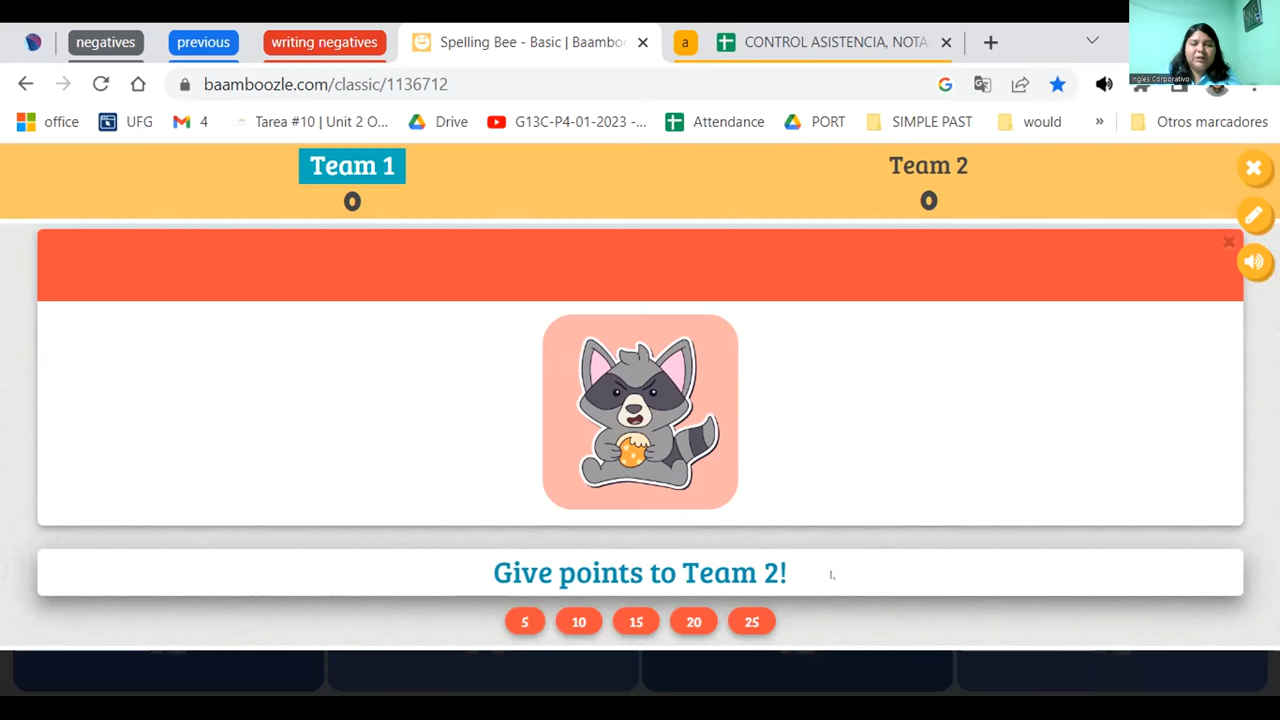 negatives previous writing negatives Spelling Bee - Basic | Baambo a CONTROL ASISTENCIA, NOTA
baamboozle.com/classic/1136712
Ingles Corporativo
office UFG 4 Tarea #10 | Unit 2 O... Drive G13C-P4-01-2023 -... Attendance PORT SIMPLE PAST would » Otros marcadores
Team 1 Team 2
0 0
Give points to Team 2!
5 10 15 20 25